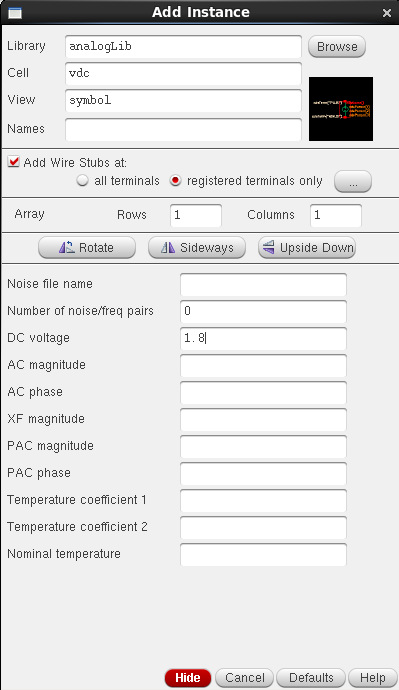 Add Instance
Library analogLib Browse
Cell vdc
View symbol
Names
Add Wire Stubs at:
all terminals registered terminals only ...
Array Rows 1 Columns 1
Rotate Sideways Upside Down
Noise file name
Number of noise/freq pairs 0
DC voltage 1.8
AC magnitude
AC phase
XF magnitude
PAC magnitude
PAC phase
Temperature coefficient 1
Temperature coefficient 2
Nominal temperature
Hide Cancel Defaults Help